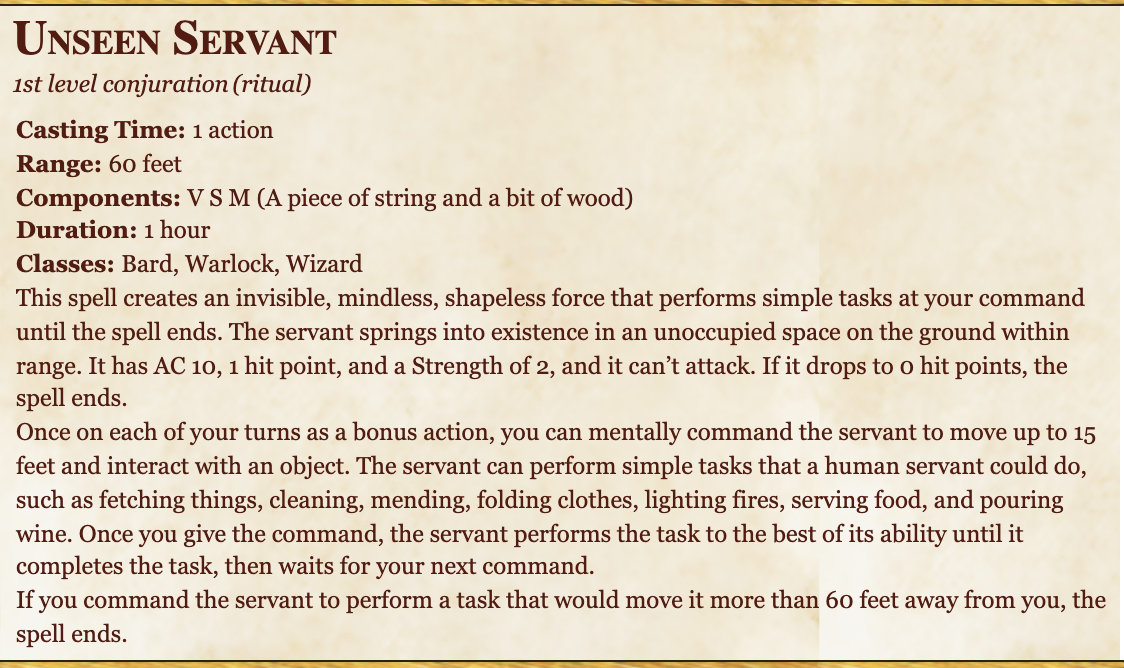 Unseen Servant
1st level conjuration (ritual)
Casting Time: 1 action
Range: 60 feet
Components: V S M (A piece of string and a bit of wood)
Duration: 1 hour
Classes: Bard, Warlock, Wizard
This spell creates an invisible, mindless, shapeless force that performs simple tasks at your command
until the spell ends. The servant springs into existence in an unoccupied space on the ground within
range. It has AC 10, 1 hit point, and a Strength of 2, and it can’t attack. If it drops to 0 hit points, the
spell ends.
Once on each of your turns as a bonus action, you can mentally command the servant to move up to 15
feet and interact with an object. The servant can perform simple tasks that a human servant could do,
such as fetching things, cleaning, mending, folding clothes, lighting fires, serving food, and pouring
wine. Once you give the command, the servant performs the task to the best of its ability until it
completes the task, then waits for your next command.
If you command the servant to perform a task that would move it more than 60 feet away from you, the
spell ends.